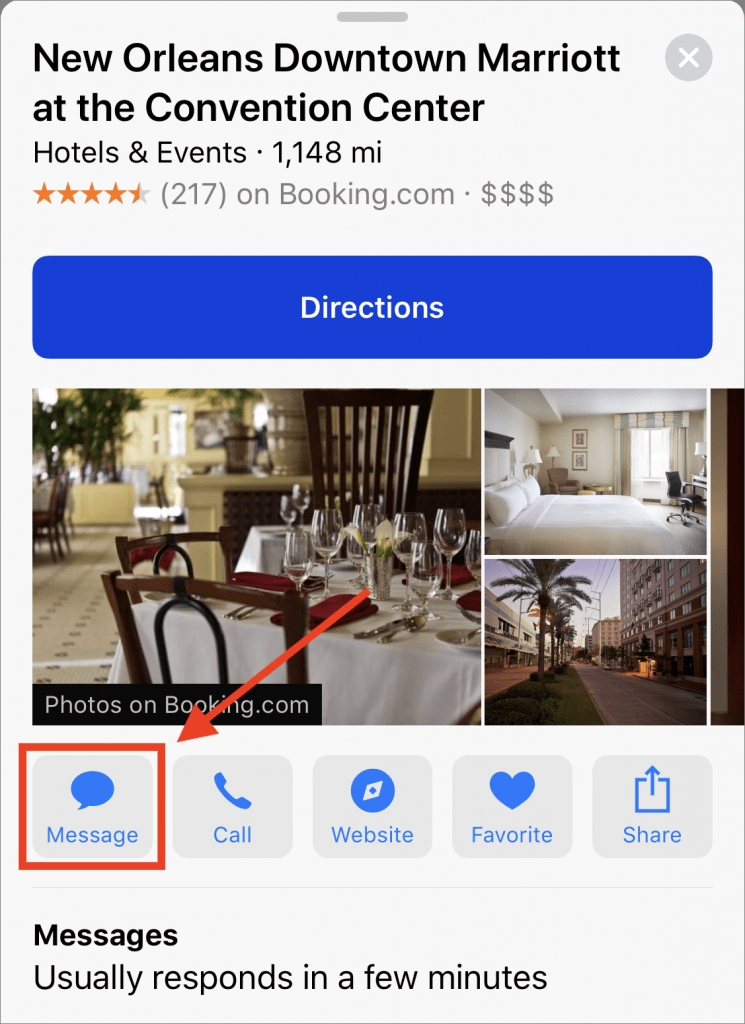 New Orleans Downtown Marriott
at the Convention Center
Hotels & Events · 1,148 mi
(217) on Booking.com · $$$$
Directions
Photos on Booking.com
Message
Call
Website
Favorite
Share
Messages
Usually responds in a few minutes